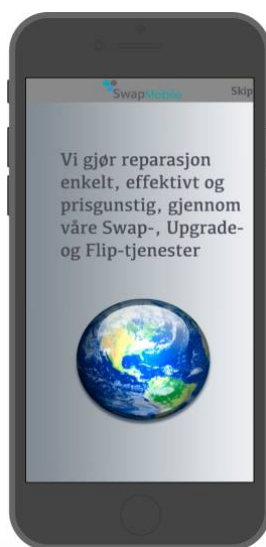 SwapMobile
Skip
Vi gjør reparasjon
enkelt, effektivt og
prisgunstig, gjennom
våre Swap-, Upgrade-
og Flip-tjenester